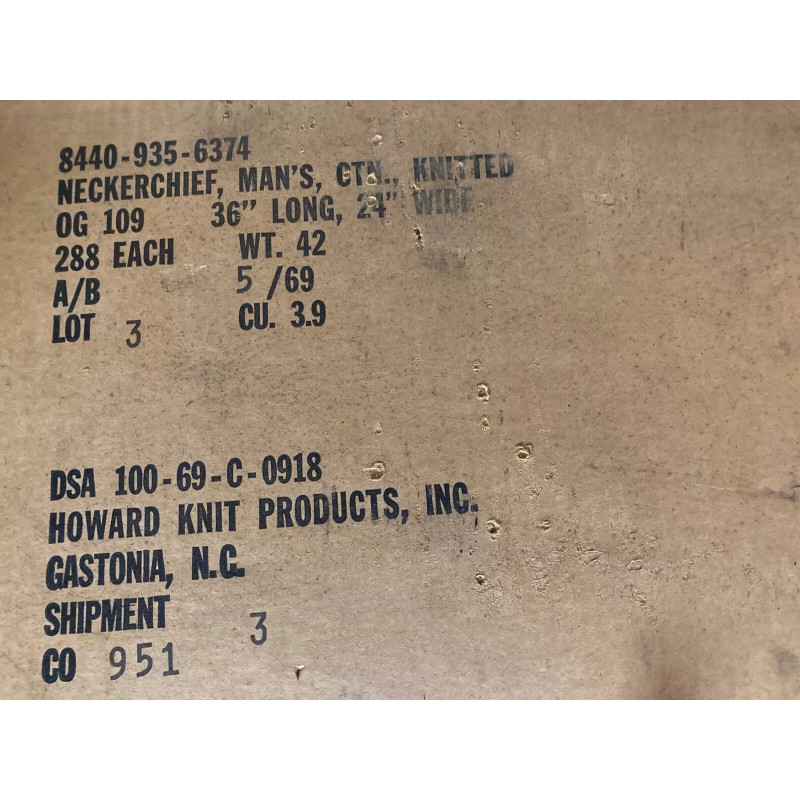 8440-935-6374
NECKERCHIEF, MAN'S, CTN., KNITTED
OG 109 36" LONG, 24" WIDE
288 EACH WT. 42
A/B 5/69
LOT 3 CU. 3.9
DSA 100-69-C-0918
HOWARD KNIT PRODUCTS, INC.
GASTONIA, N.C.
SHIPMENT 3
CO 951